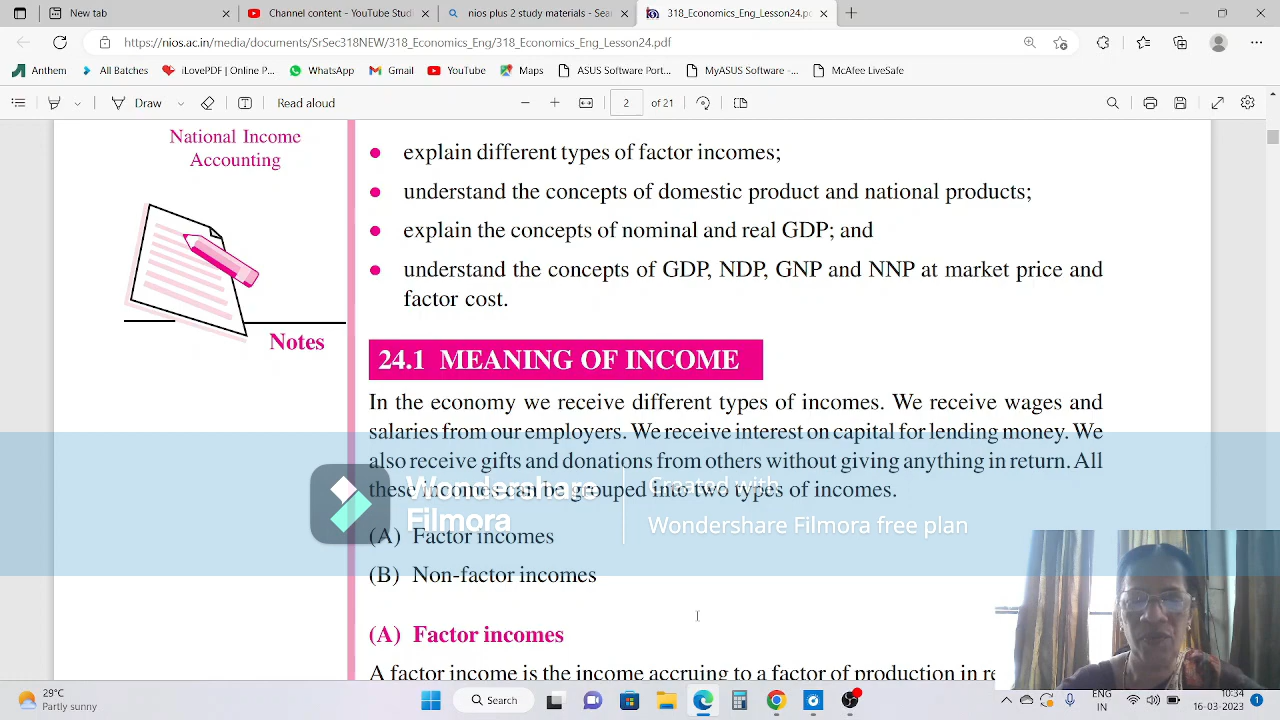 New tab
Content - YouTube Stud
nios plus 2 study materials - Sea
318_Economics_Eng_Lesson24.p
https://nios.ac.in/media/documents/SrSec318NEW/318_Economics_Eng/318_Economics_Eng_Lesson24.pdf
Anthem
All Batches
iLovePDF | Online P...
WhatsApp
Gmail
YouTube
Maps
ASUS Software Port...
MyASUS Software -...
McAfee LiveSafe
Draw
Read aloud
2
of 21
National Income
Accounting
Notes
• explain different types of factor incomes;
• understand the concepts of domestic product and national products;
• explain the concepts of nominal and real GDP; and
• understand the concepts of GDP, NDP, GNP and NNP at market price and
factor cost.
24.1 MEANING OF INCOME
In the economy we receive different types of incomes. We receive wages and
salaries from our employers. We receive interest on capital for lending money. We
also receive gifts and donations from others without giving anything in return. All
these incomes can be grouped into two types of incomes.
Wondershare
Filmora
Created with
Wondershare Filmora free plan
(A) Factor incomes
(B) Non-factor incomes
(A) Factor incomes
A factor income is the income accruing to a factor of production in re
29°C
Partly sunny
Search
ENG
IN
10:34
16-03-2023
1